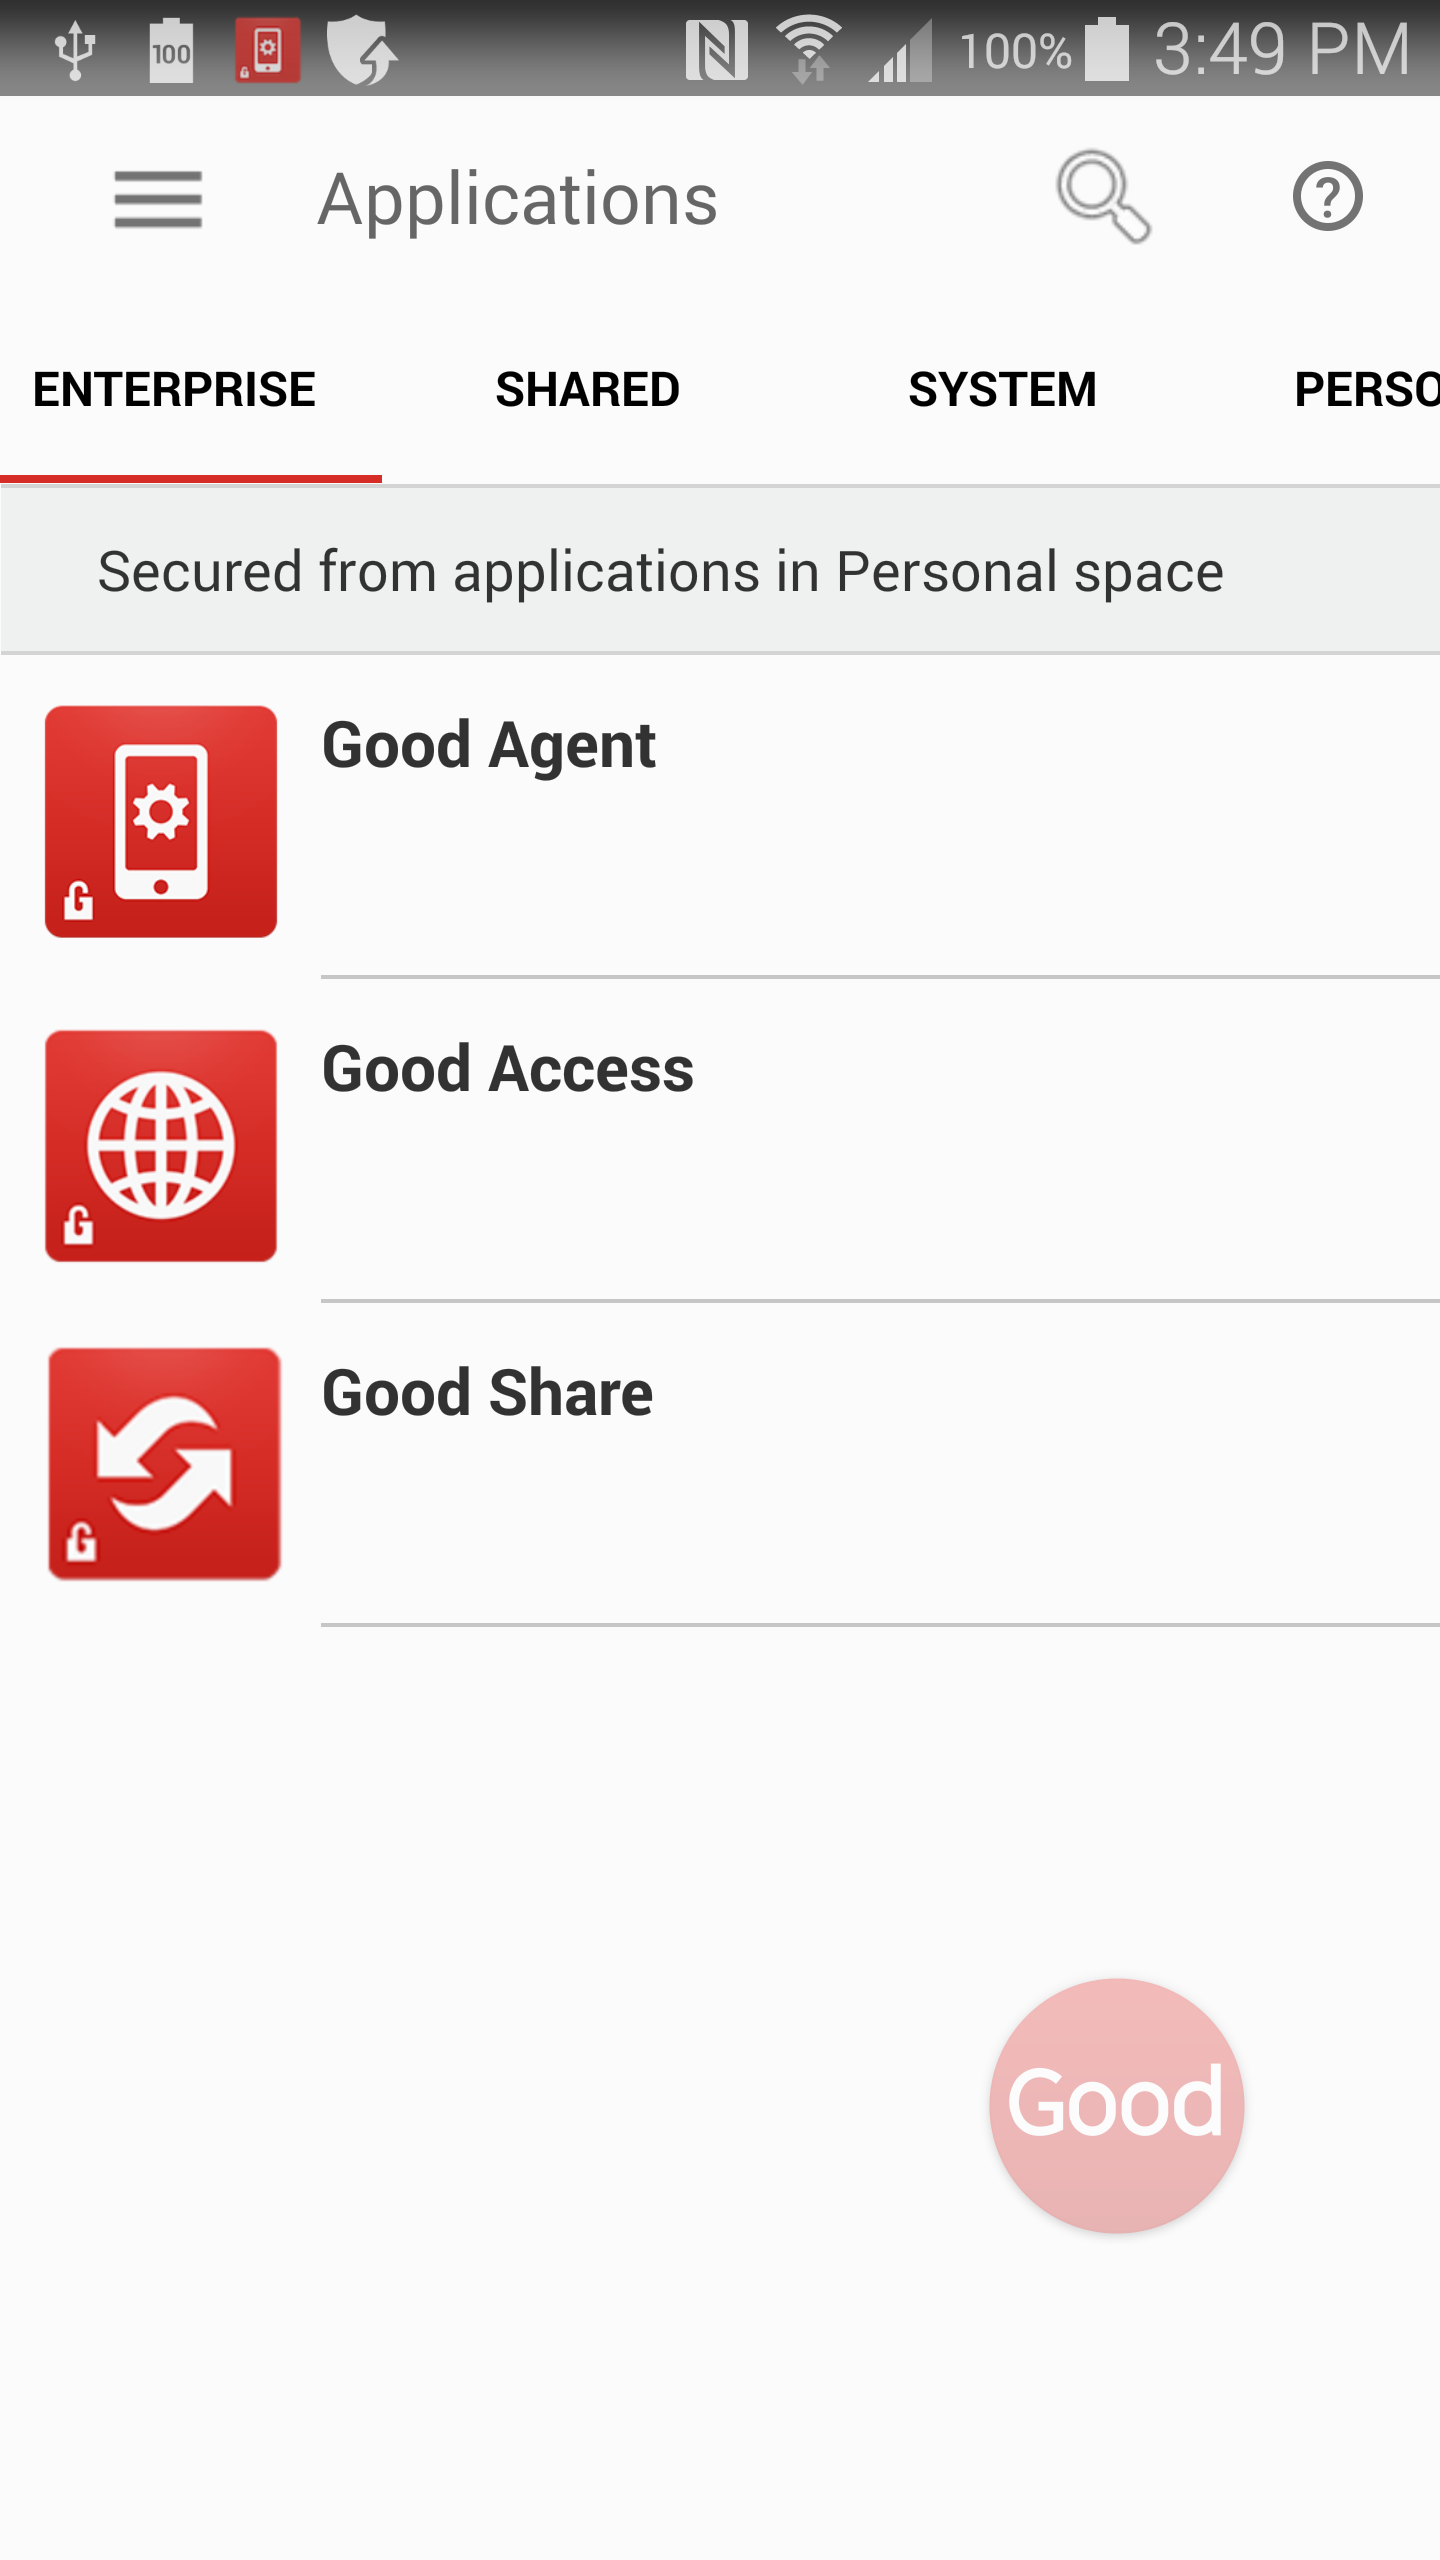 100 100% 3:49 PM
Applications
ENTERPRISE SHARED SYSTEM PERSO
Secured from applications in Personal space
Good Agent
Good Access
Good Share
Good